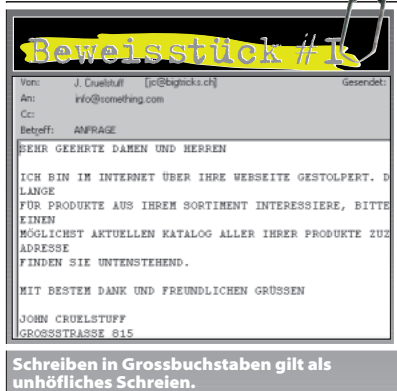 Beweisstück #1
Von: J. Cruelstuff [jc@bigtricks.ch] Gesendet:
An: info@something.com
Cc:
Betreff: ANFRAGE
SEHR GEEHRTE DAMEN UND HERREN
ICH BIN IM INTERNET ÜBER IHRE WEBSEITE GESTOLPERT. D
LANGE
FÜR PRODUKTE AUS IHREM SORTIMENT INTERESSIERE, BITTE
EINEN
MÖGLICHST AKTUELLEN KATALOG ALLER IHRER PRODUKTE ZUZ
ADRESSE
FINDEN SIE UNTENSTEHEND.
MIT BESTEM DANK UND FREUNDLICHEN GRÜSSEN
JOHN CRUELSTUFF
GROSSSTRASSE 815
Schreiben in Grossbuchstaben gilt als
unhöfliches Schreien.